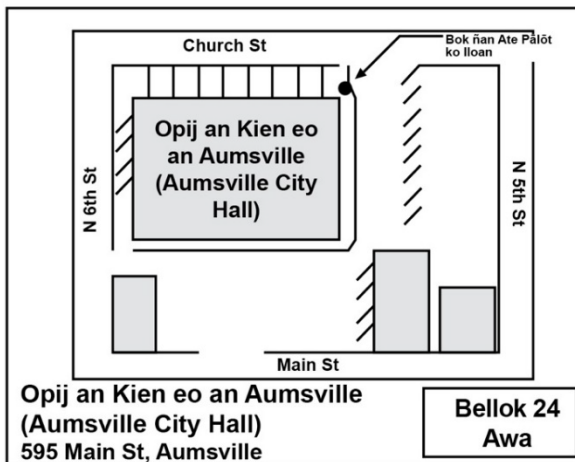 Church St
Bok ñan Ate Pālōt
ko Iloan
Opij an Kien eo
an Aumsville
(Aumsville City
Hall)
N 6th St
N 5th St
Main St
Opij an Kien eo an Aumsville
(Aumsville City Hall)
595 Main St, Aumsville
Bellok 24
Awa